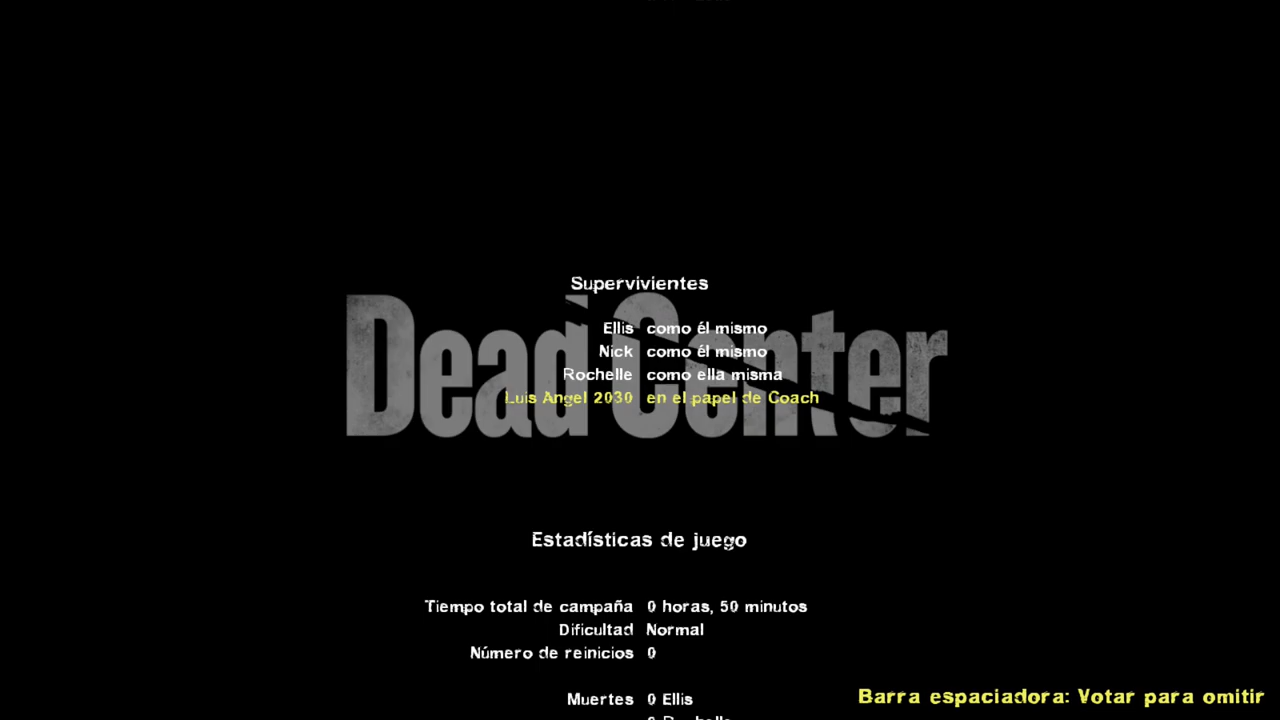 Supervivientes
Dead Center
Ellis como él mismo
Nick como él mismo
Rochelle como ella misma
Luis Angel 2030 en el papel de Coach
Estadísticas de juego
Tiempo total de campaña 0 horas, 50 minutos
Dificultad Normal
Número de reinicios 0
Muertes 0 Ellis
Barra espaciadora: Votar para omitir